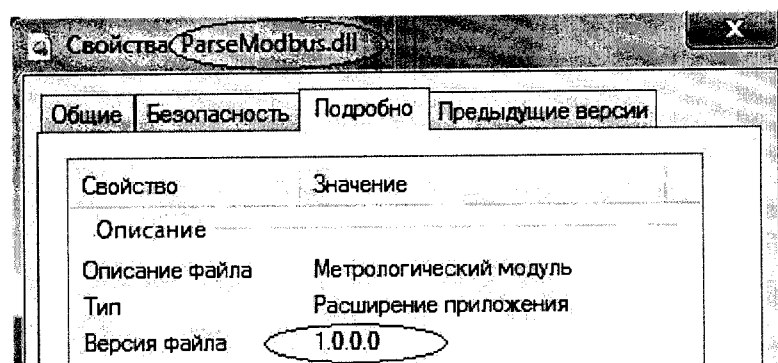 Свойства: ParseModbus.dll
X
Общие Безопасность Подробно Предыдущие версии
Свойство Значение
Описание
Описание файла Метрологический модуль
Тип Расширение приложения
Версия файла 1.0.0.0